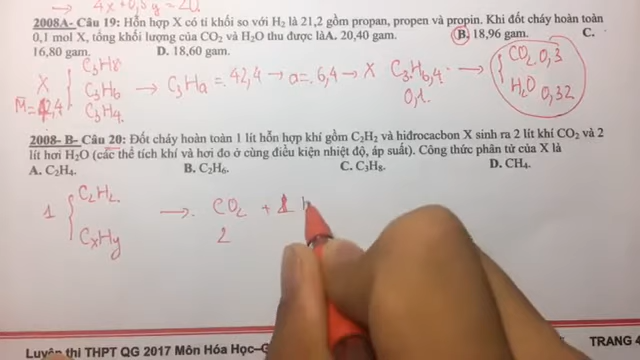 → 4x + 0,5y = 2a
2008A- Câu 19: Hỗn hợp X có tỉ khối so với H₂ là 21,2 gồm propan, propen và propin. Khi đốt cháy hoàn toàn
0,1 mol X, tổng khối lượng của CO₂ và H₂O thu được làA. 20,40 gam. B. 18,96 gam. C.
16,80 gam. D. 18,60 gam.
X C₃H₈ C₃H₆ C₃H₄ → C₃Ha = 42,4 → a = 6,4 → X C₃H₆,₄ → CO₂ 0,3
M̄ = 42,4 0,1 H₂O 0,32
2008- B- Câu 20: Đốt cháy hoàn toàn 1 lít hỗn hợp khí gồm C₂H₂ và hiđrocacbon X sinh ra 2 lít khí CO₂ và 2
lít hơi H₂O (các thể tích khí và hơi đo ở cùng điều kiện nhiệt độ, áp suất). Công thức phân tử của X là
A. C₂H₄. B. C₂H₆. C. C₃H₈. D. CH₄.
1 C₂H₂ CxHy → CO₂ +
2
Luyện thi THPT QG 2017 Môn Hóa Học–
TRANG 4